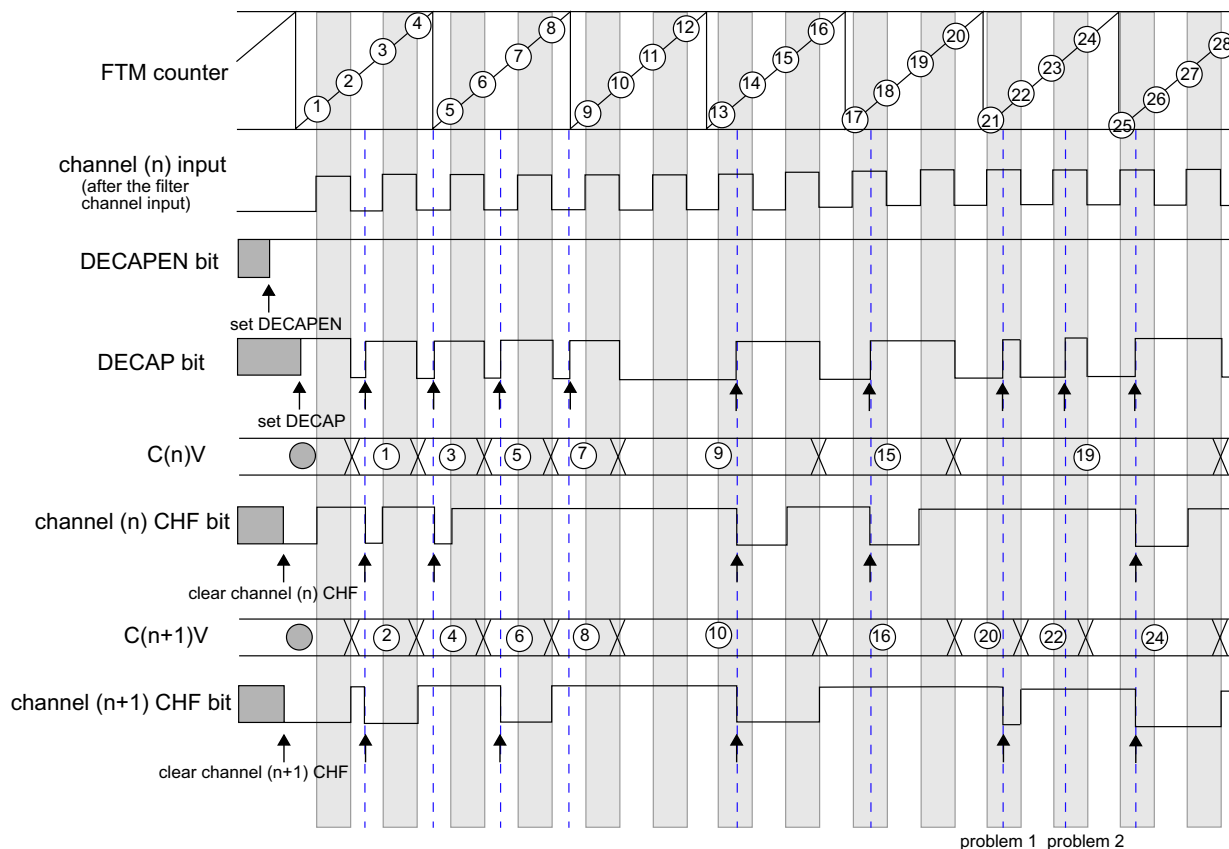 4 8 12 16 20 24 28
3 7 11 15 19 23 27
2 6 10 14 18 22 26
1 5 9 13 17 21 25
FTM counter
channel (n) input
(after the filter
channel input)
DECAPEN bit
set DECAPEN
DECAP bit
set DECAP
C(n)V 1 3 5 7 9 15 19
channel (n) CHF bit
clear channel (n) CHF
C(n+1)V 2 4 6 8 10 16 20 22 24
channel (n+1) CHF bit
clear channel (n+1) CHF
problem 1 problem 2